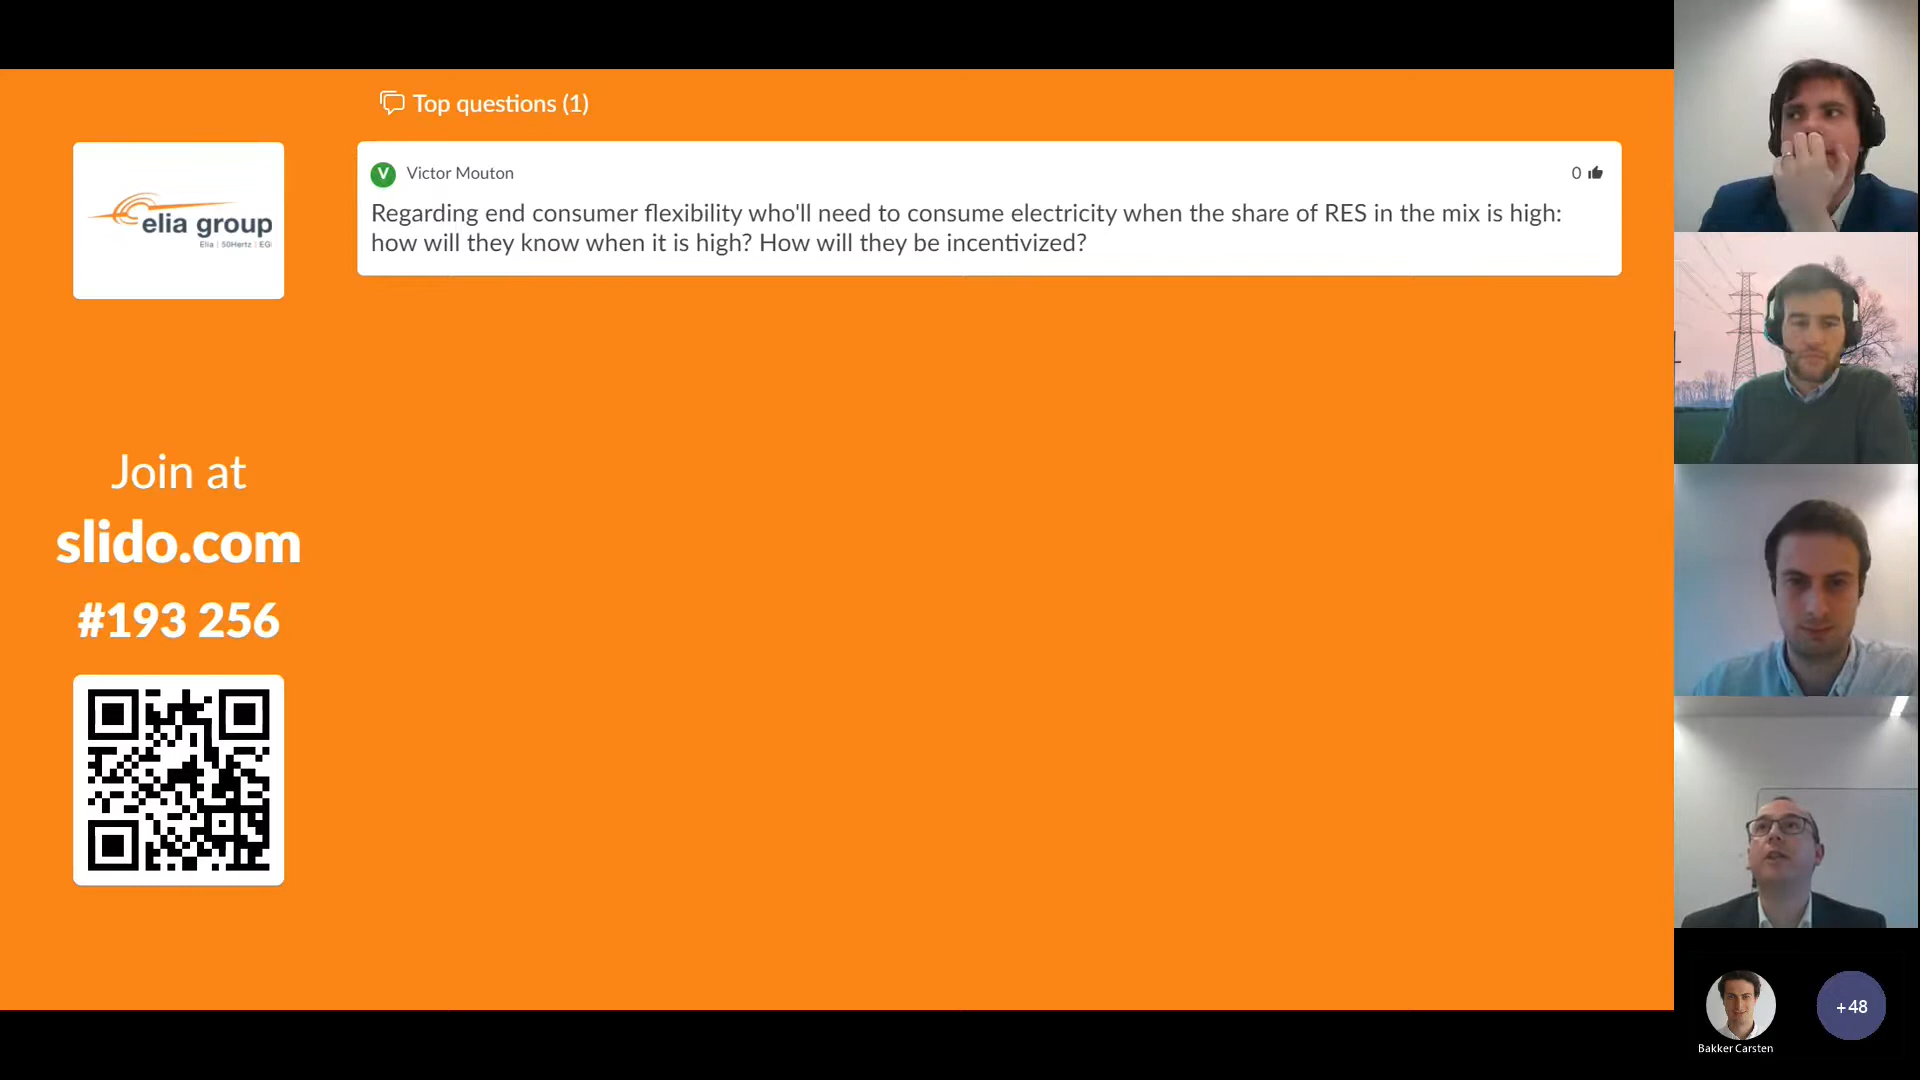 Top questions (1)
elia group
Elia | 50Hertz | EGI
V
Victor Mouton
0
Regarding end consumer flexibility who'll need to consume electricity when the share of RES in the mix is high:
how will they know when it is high? How will they be incentivized?
Join at
slido.com
#193 256
+48
Bakker Carsten